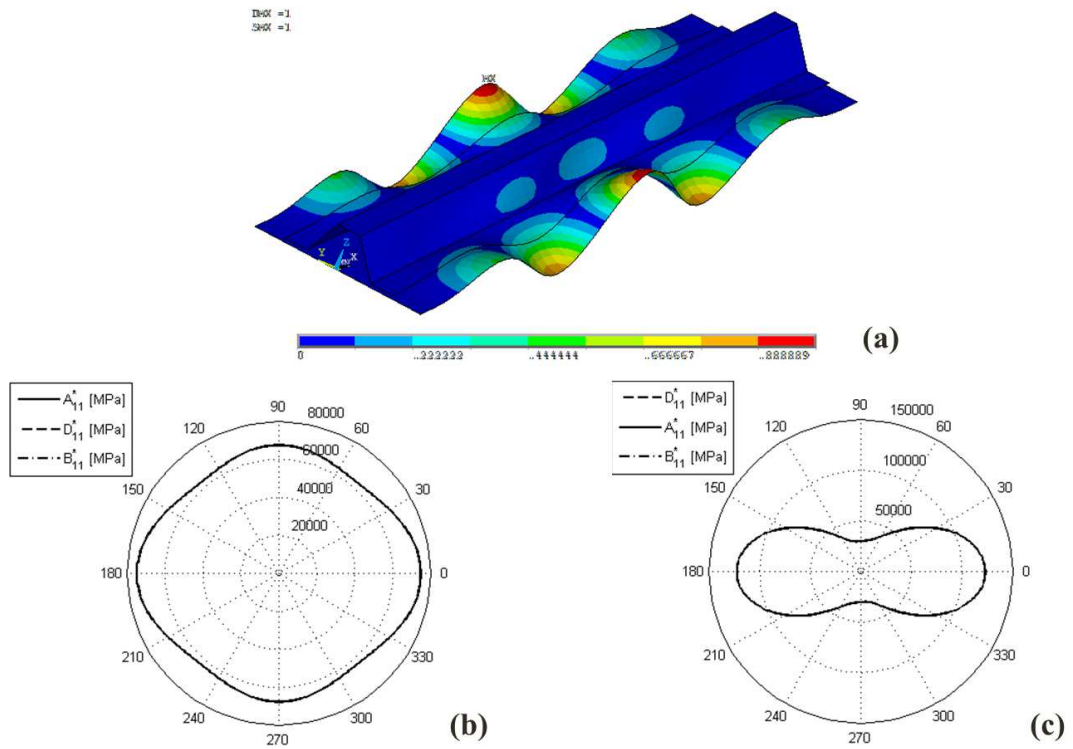 DMX =1
SMX =1
MX
Z
Y
X
0
.222222
.444444
.666667
.888889
(a)
A*11 [MPa]
D*11 [MPa]
B*11 [MPa]
90
80000
120
60
60000
150
30
40000
20000
180
0
210
330
240
300
270
(b)
D*11 [MPa]
A*11 [MPa]
B*11 [MPa]
90
150000
120
60
100000
150
30
50000
180
0
210
330
240
300
270
(c)